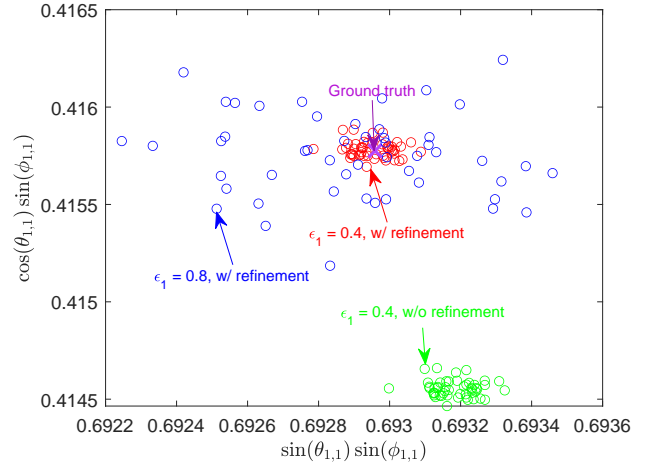 0.4165
0.416
0.4155
0.415
0.4145
cos(θ₁,₁) sin(ϕ₁,₁)
Ground truth
ϵ₁ = 0.4, w/ refinement
ϵ₁ = 0.8, w/ refinement
ϵ₁ = 0.4, w/o refinement
0.6922 0.6924 0.6926 0.6928 0.693 0.6932 0.6934 0.6936
sin(θ₁,₁) sin(ϕ₁,₁)